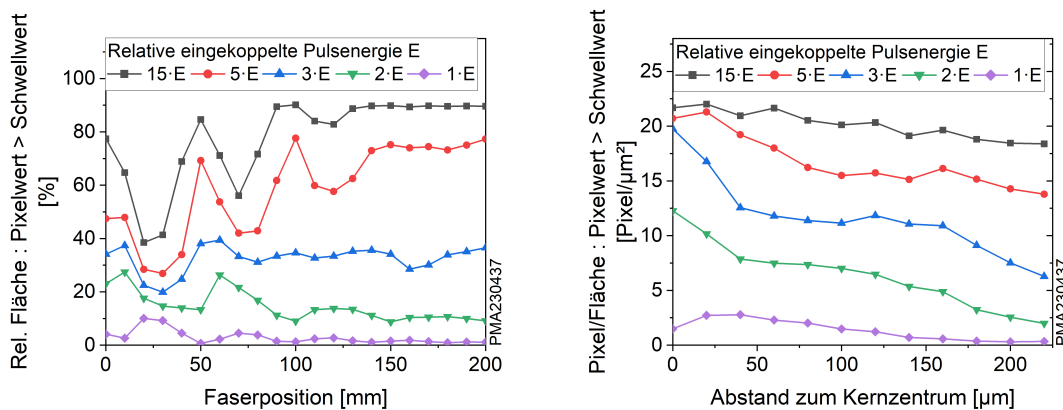 Rel. Fläche : Pixelwert > Schwellwert
[%]
Relative eingekoppelte Pulsenergie E
15·E 5·E 3·E 2·E 1·E
100
80
60
40
20
0
0 50 100 150 200
Faserposition [mm]
PMA230437
Pixel/Fläche : Pixelwert > Schwellwert
[Pixel/µm²]
Relative eingekoppelte Pulsenergie E
15·E 5·E 3·E 2·E 1·E
25
20
15
10
5
0
0 50 100 150 200
Abstand zum Kernzentrum [µm]
PMA230437